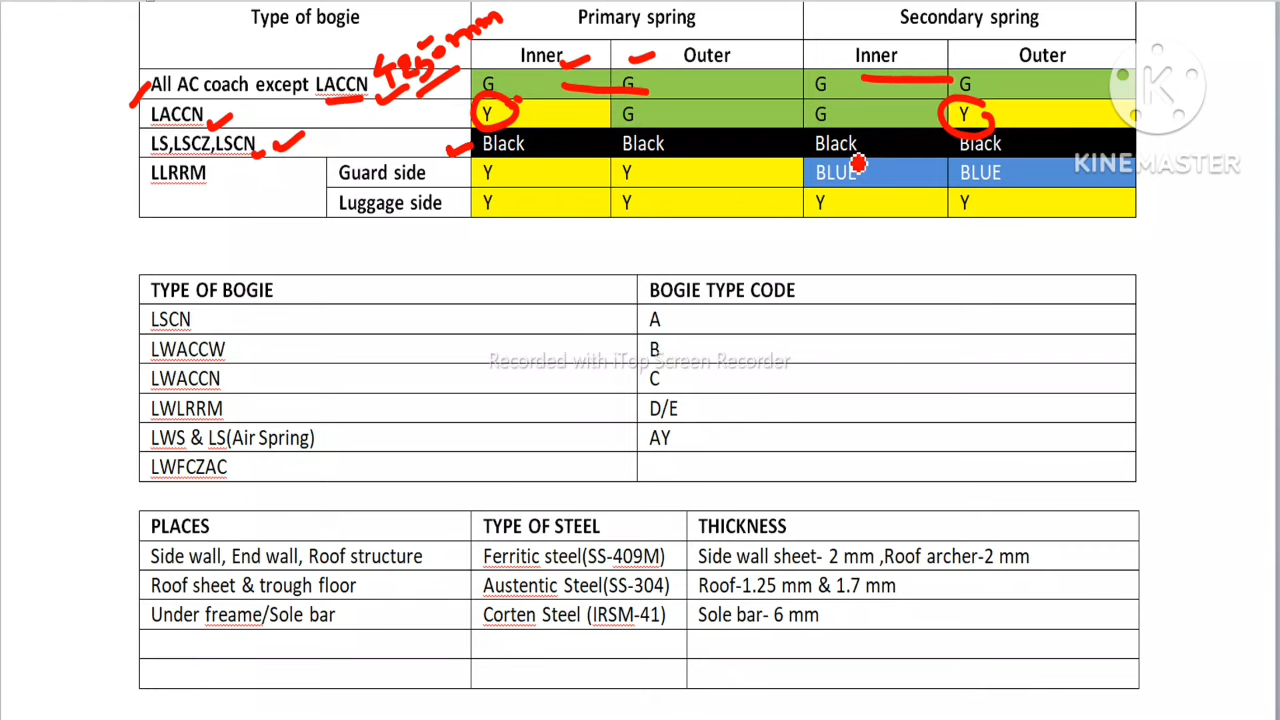 Type of bogie Primary spring Secondary spring
Inner Outer Inner Outer
All AC coach except LACCN G G G G
LACCN Y G G Y
LS,LSCZ,LSCN Black Black Black Black
LLRRM Guard side Y Y BLUE BLUE
Luggage side Y Y Y Y
K
KINEMASTER
TYPE OF BOGIE BOGIE TYPE CODE
LSCN A
LWACCW B
Recorded with iTop Screen Recorder
LWACCN C
LWLRRM D/E
LWS & LS(Air Spring) AY
LWFCZAC
PLACES TYPE OF STEEL THICKNESS
Side wall, End wall, Roof structure Ferritic steel(SS-409M) Side wall sheet- 2 mm ,Roof archer-2 mm
Roof sheet & trough floor Austentic Steel(SS-304) Roof-1.25 mm & 1.7 mm
Under freame/Sole bar Corten Steel (IRSM-41) Sole bar- 6 mm